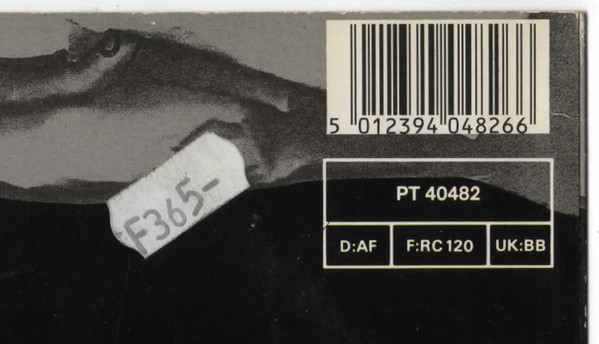 5 012394 048266
PT 40482
D:AF F:RC 120 UK:BB
F365-